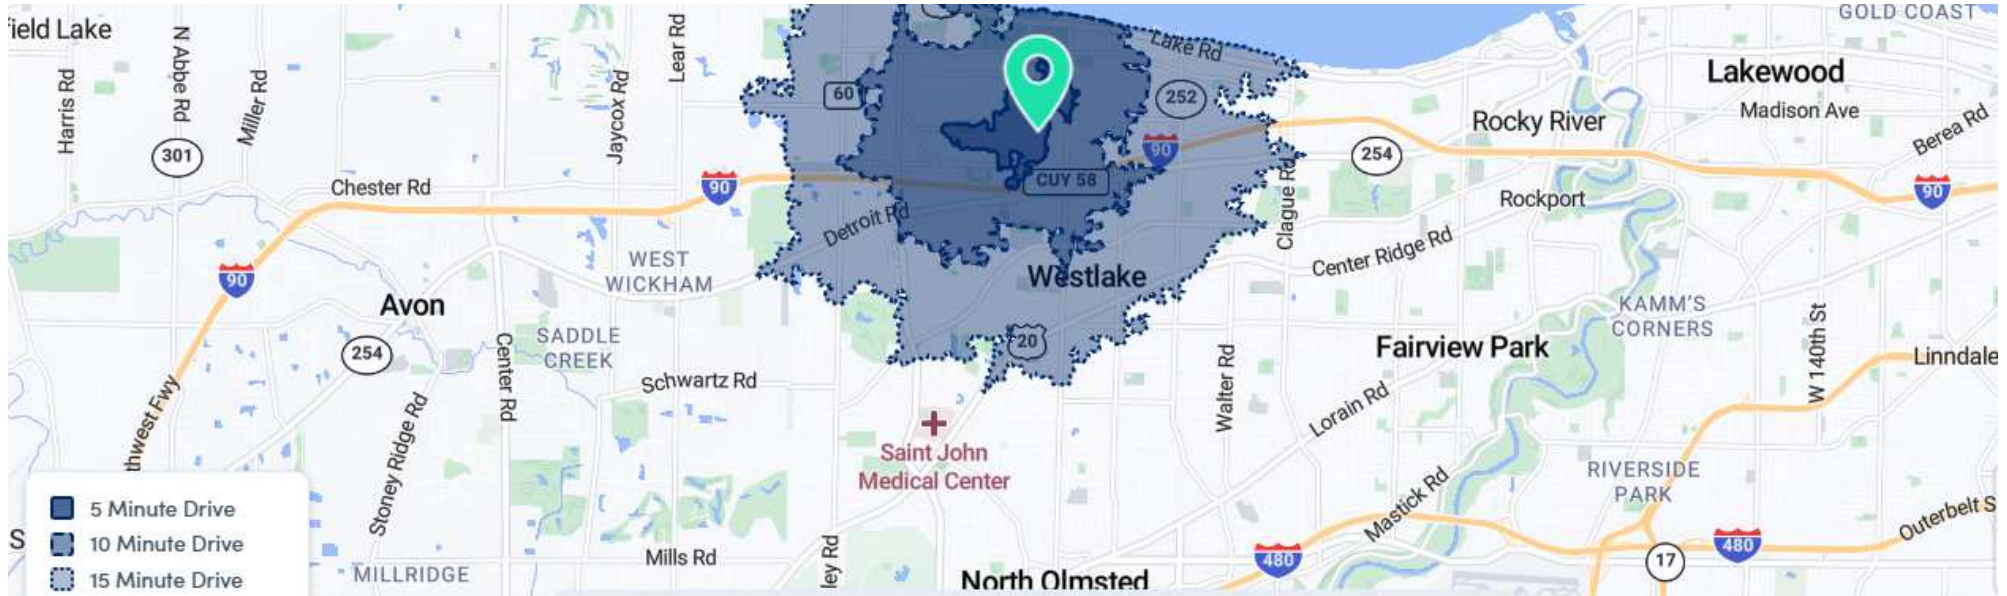 ield Lake
Harris Rd
N Abbe Rd
Miller Rd
301
Chester Rd
Lear Rd
Jaycox Rd
90
60
Lake Rd
252
90
CUY 58
Detroit Rd
GOLD COAST
Lakewood
Madison Ave
Rocky River
Berea Rd
254
90
Rockport
Clague Rd
Center Ridge Rd
90
WEST
WICKHAM
Westlake
Avon
254
SADDLE
CREEK
Center Rd
20
KAMM'S
CORNERS
W 140th St
Fairview Park
Linndale
Schwartz Rd
Walter Rd
Lorain Rd
thwest Fwy
Stoney Ridge Rd
Saint John
Medical Center
RIVERSIDE
PARK
Mastick Rd
Outerbelt S
S
5 Minute Drive
10 Minute Drive
15 Minute Drive
MILLRIDGE
Mills Rd
ley Rd
North Olmsted
480
17
480